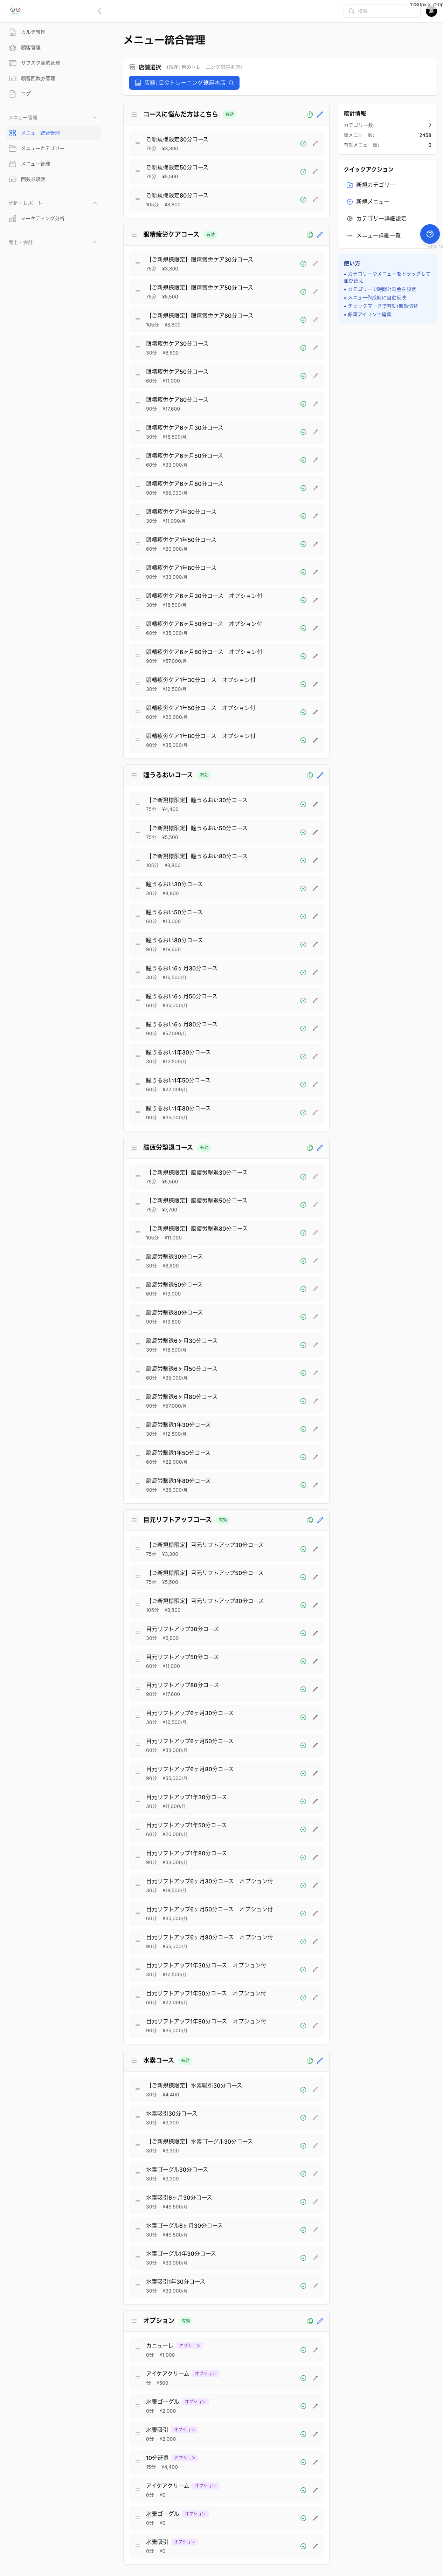 1280px x 720px
検索
カルテ管理
顧客管理
サブスク契約管理
顧客回数券管理
ログ
メニュー管理
メニュー統合管理
メニューカテゴリー
メニュー管理
回数券設定
分析・レポート
マーケティング分析
売上・会計
メニュー統合管理
店舗選択 （現在: 目のトレーニング銀座本店）
店舗: 目のトレーニング銀座本店
コースに悩んだ方はこちら 有効
ご新規様限定30分コース
75分 ¥3,300
ご新規様限定50分コース
75分 ¥5,500
ご新規様限定80分コース
105分 ¥8,800
眼精疲労ケアコース 有効
【ご新規様限定】眼精疲労ケア30分コース
75分 ¥3,300
【ご新規様限定】眼精疲労ケア50分コース
75分 ¥5,500
【ご新規様限定】眼精疲労ケア80分コース
105分 ¥8,800
眼精疲労ケア30分コース
30分 ¥6,600
眼精疲労ケア50分コース
60分 ¥11,000
眼精疲労ケア80分コース
90分 ¥17,600
眼精疲労ケア6ヶ月30分コース
30分 ¥16,500/月
眼精疲労ケア6ヶ月50分コース
60分 ¥33,000/月
眼精疲労ケア6ヶ月80分コース
90分 ¥55,000/月
眼精疲労ケア1年30分コース
30分 ¥11,000/月
眼精疲労ケア1年50分コース
60分 ¥20,000/月
眼精疲労ケア1年80分コース
90分 ¥33,000/月
眼精疲労ケア6ヶ月30分コース　オプション付
30分 ¥18,500/月
眼精疲労ケア6ヶ月50分コース　オプション付
60分 ¥35,000/月
眼精疲労ケア6ヶ月80分コース　オプション付
90分 ¥57,000/月
眼精疲労ケア1年30分コース　オプション付
30分 ¥12,500/月
眼精疲労ケア1年50分コース　オプション付
60分 ¥22,000/月
眼精疲労ケア1年80分コース　オプション付
90分 ¥35,000/月
瞳うるおいコース 有効
【ご新規様限定】瞳うるおい30分コース
75分 ¥4,400
【ご新規様限定】瞳うるおい50分コース
75分 ¥5,500
【ご新規様限定】瞳うるおい80分コース
105分 ¥8,800
瞳うるおい30分コース
30分 ¥8,800
瞳うるおい50分コース
60分 ¥13,000
瞳うるおい80分コース
90分 ¥19,600
瞳うるおい6ヶ月30分コース
30分 ¥16,500/月
瞳うるおい6ヶ月50分コース
60分 ¥35,000/月
瞳うるおい6ヶ月80分コース
90分 ¥57,000/月
瞳うるおい1年30分コース
30分 ¥12,500/月
瞳うるおい1年50分コース
60分 ¥22,000/月
瞳うるおい1年80分コース
90分 ¥35,000/月
脳疲労撃退コース 有効
【ご新規様限定】脳疲労撃退30分コース
75分 ¥5,500
【ご新規様限定】脳疲労撃退50分コース
75分 ¥7,700
【ご新規様限定】脳疲労撃退80分コース
105分 ¥11,000
脳疲労撃退30分コース
30分 ¥8,800
脳疲労撃退50分コース
60分 ¥13,000
脳疲労撃退80分コース
90分 ¥19,600
脳疲労撃退6ヶ月30分コース
30分 ¥18,500/月
脳疲労撃退6ヶ月50分コース
60分 ¥35,000/月
脳疲労撃退6ヶ月80分コース
90分 ¥57,000/月
脳疲労撃退1年30分コース
30分 ¥12,500/月
脳疲労撃退1年50分コース
60分 ¥22,000/月
脳疲労撃退1年80分コース
90分 ¥35,000/月
目元リフトアップコース 有効
【ご新規様限定】目元リフトアップ30分コース
75分 ¥3,300
【ご新規様限定】目元リフトアップ50分コース
75分 ¥5,500
【ご新規様限定】目元リフトアップ80分コース
105分 ¥8,800
目元リフトアップ30分コース
30分 ¥6,600
目元リフトアップ50分コース
60分 ¥11,000
目元リフトアップ80分コース
90分 ¥17,600
目元リフトアップ6ヶ月30分コース
30分 ¥16,500/月
目元リフトアップ6ヶ月50分コース
60分 ¥33,000/月
目元リフトアップ6ヶ月80分コース
90分 ¥55,000/月
目元リフトアップ1年30分コース
30分 ¥11,000/月
目元リフトアップ1年50分コース
60分 ¥20,000/月
目元リフトアップ1年80分コース
90分 ¥33,000/月
目元リフトアップ6ヶ月30分コース　オプション付
30分 ¥18,500/月
目元リフトアップ6ヶ月50分コース　オプション付
60分 ¥35,000/月
目元リフトアップ6ヶ月80分コース　オプション付
90分 ¥55,000/月
目元リフトアップ1年30分コース　オプション付
30分 ¥12,500/月
目元リフトアップ1年50分コース　オプション付
60分 ¥22,000/月
目元リフトアップ1年80分コース　オプション付
90分 ¥35,000/月
水素コース 有効
【ご新規様限定】水素吸引30分コース
30分 ¥4,400
水素吸引30分コース
30分 ¥3,300
【ご新規様限定】水素ゴーグル30分コース
30分 ¥3,300
水素ゴーグル30分コース
30分 ¥3,300
水素吸引6ヶ月30分コース
30分 ¥49,500/月
水素ゴーグル6ヶ月30分コース
30分 ¥49,500/月
水素ゴーグル1年30分コース
30分 ¥33,000/月
水素吸引1年30分コース
30分 ¥33,000/月
オプション 有効
カニューレ オプション
0分 ¥1,000
アイケアクリーム オプション
分 ¥500
水素ゴーグル オプション
0分 ¥2,000
水素吸引 オプション
0分 ¥2,000
10分延長 オプション
15分 ¥4,400
アイケアクリーム オプション
0分 ¥0
水素ゴーグル オプション
0分 ¥0
水素吸引 オプション
0分 ¥0
統計情報
カテゴリー数: 7
総メニュー数: 2458
有効メニュー数: 0
クイックアクション
新規カテゴリー
新規メニュー
カテゴリー詳細設定
メニュー詳細一覧
使い方
• カテゴリーやメニューをドラッグして
並び替え
• カテゴリーで時間と料金を設定
• メニュー作成時に自動反映
• チェックマークで有効/無効切替
• 鉛筆アイコンで編集